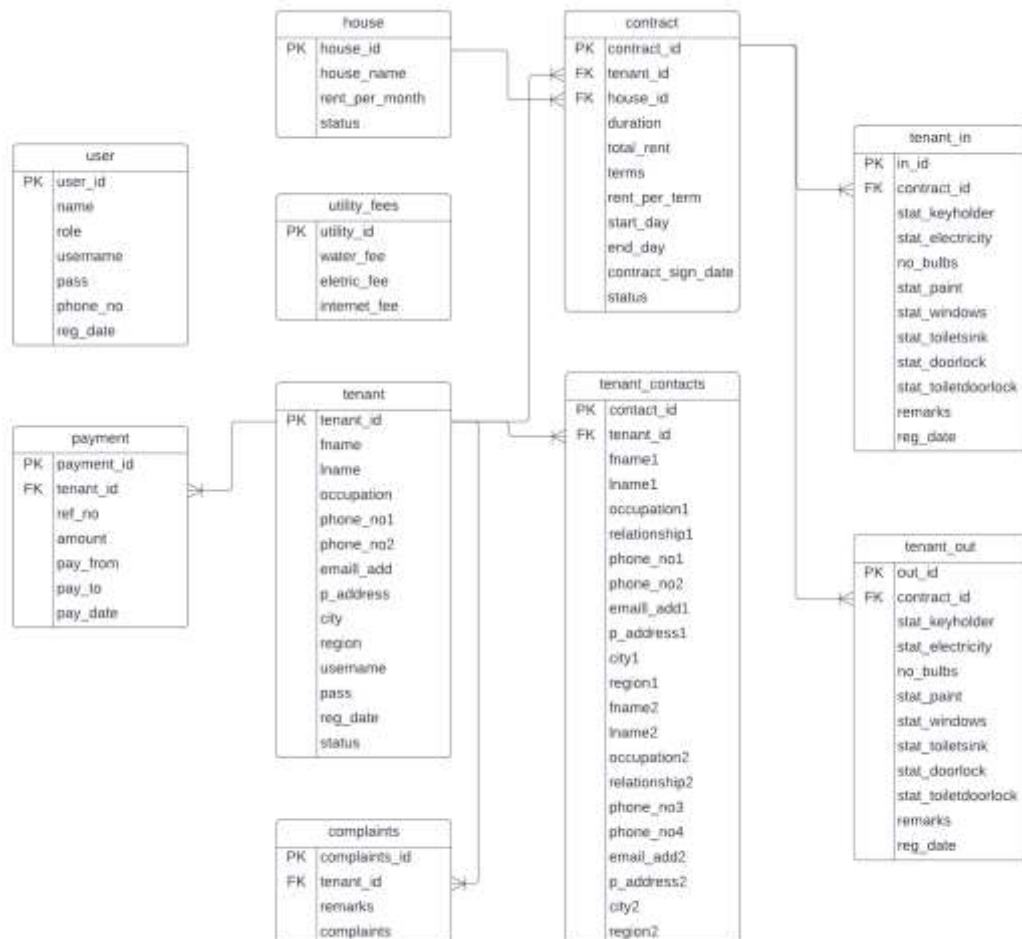 house
PK house_id
house_name
rent_per_month
status
contract
PK contract_id
FK tenant_id
FK house_id
duration
total_rent
terms
rent_per_term
start_day
end_day
contract_sign_date
status
user
PK user_id
name
role
username
pass
phone_no
reg_date
utility_fees
PK utility_id
water_fee
eletric_fee
internet_fee
tenant_in
PK in_id
FK contract_id
stat_keyholder
stat_electricity
no_bulbs
stat_paint
stat_windows
stat_toiletsink
stat_doorlock
stat_toiletdoorlock
remarks
reg_date
payment
PK payment_id
FK tenant_id
ref_no
amount
pay_from
pay_to
pay_date
tenant
PK tenant_id
fname
lname
occupation
phone_no1
phone_no2
emaill_add
p_address
city
region
username
pass
reg_date
status
tenant_contacts
PK contact_id
FK tenant_id
fname1
lname1
occupation1
relationship1
phone_no1
phone_no2
emaill_add1
p_address1
city1
region1
fname2
lname2
occupation2
relationship2
phone_no3
phone_no4
email_add2
p_address2
city2
region2
tenant_out
PK out_id
FK contract_id
stat_keyholder
stat_electricity
no_bulbs
stat_paint
stat_windows
stat_toiletsink
stat_doorlock
stat_toiletdoorlock
remarks
reg_date
complaints
PK complaints_id
FK tenant_id
remarks
complaints